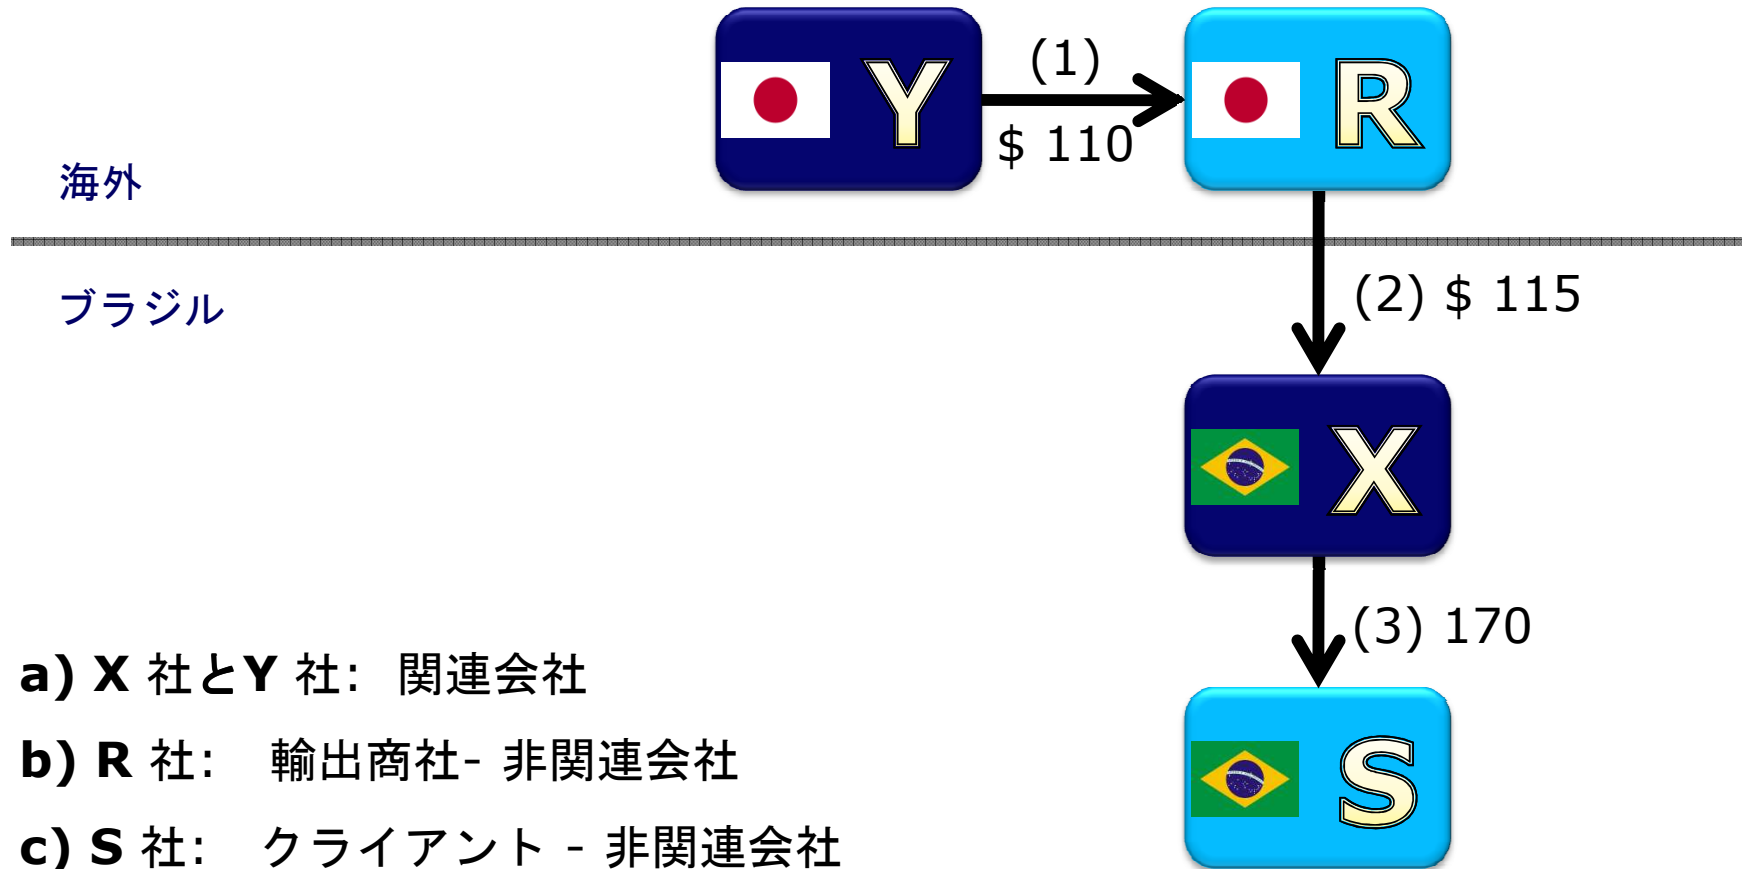 Y
(1)
$ 110
R
海外
ブラジル
(2) $ 115
X
(3) 170
S
a) X 社とY 社: 関連会社
b) R 社: 輸出商社- 非関連会社
c) S 社: クライアント - 非関連会社